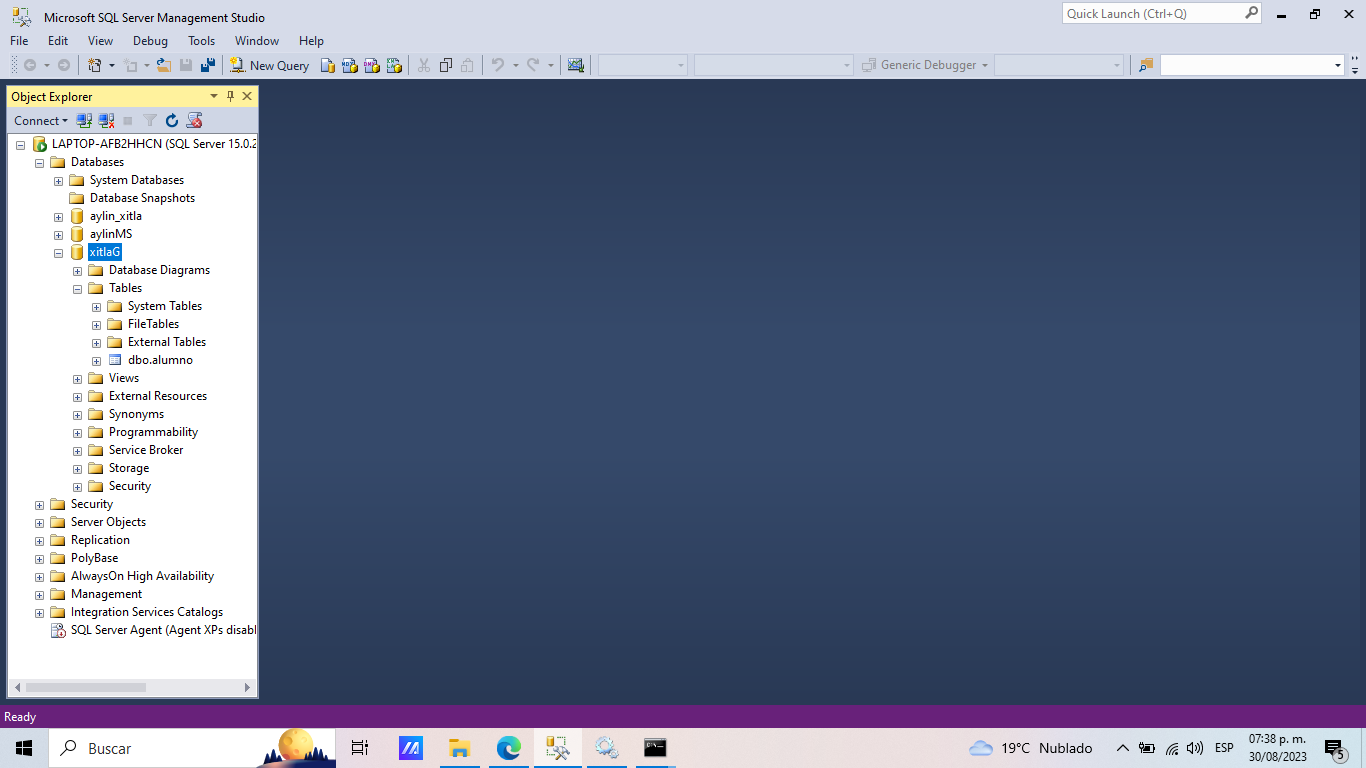 Microsoft SQL Server Management Studio
Quick Launch (Ctrl+Q)
File Edit View Debug Tools Window Help
New Query
Generic Debugger
Object Explorer
Connect
LAPTOP-AFB2HHCN (SQL Server 15.0.2
Databases
System Databases
Database Snapshots
aylin_xitla
aylinMS
xitlaG
Database Diagrams
Tables
System Tables
FileTables
External Tables
dbo.alumno
Views
External Resources
Synonyms
Programmability
Service Broker
Storage
Security
Security
Server Objects
Replication
PolyBase
AlwaysOn High Availability
Management
Integration Services Catalogs
SQL Server Agent (Agent XPs disabl
Ready
Buscar
19°C Nublado
ESP
07:38 p. m.
30/08/2023
5